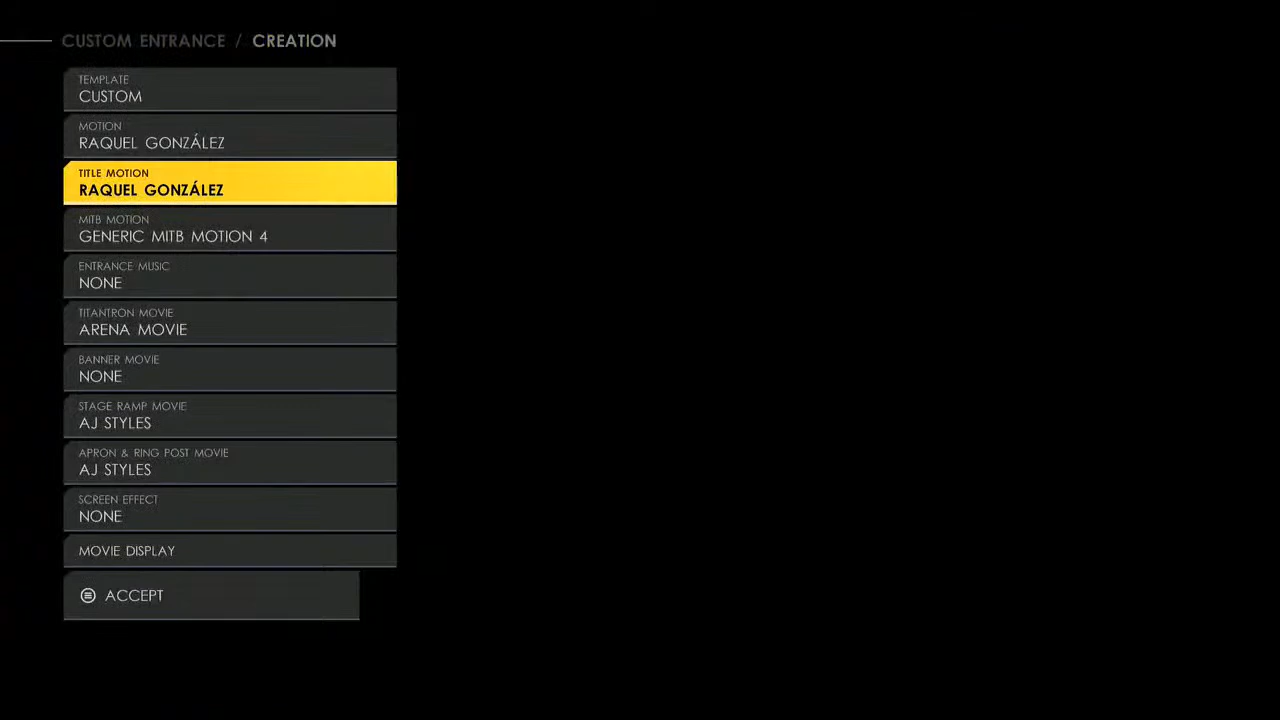 CUSTOM ENTRANCE / CREATION
TEMPLATE
CUSTOM
MOTION
RAQUEL GONZÁLEZ
TITLE MOTION
RAQUEL GONZÁLEZ
MITB MOTION
GENERIC MITB MOTION 4
ENTRANCE MUSIC
NONE
TITANTRON MOVIE
ARENA MOVIE
BANNER MOVIE
NONE
STAGE RAMP MOVIE
AJ STYLES
APRON & RING POST MOVIE
AJ STYLES
SCREEN EFFECT
NONE
MOVIE DISPLAY
ACCEPT